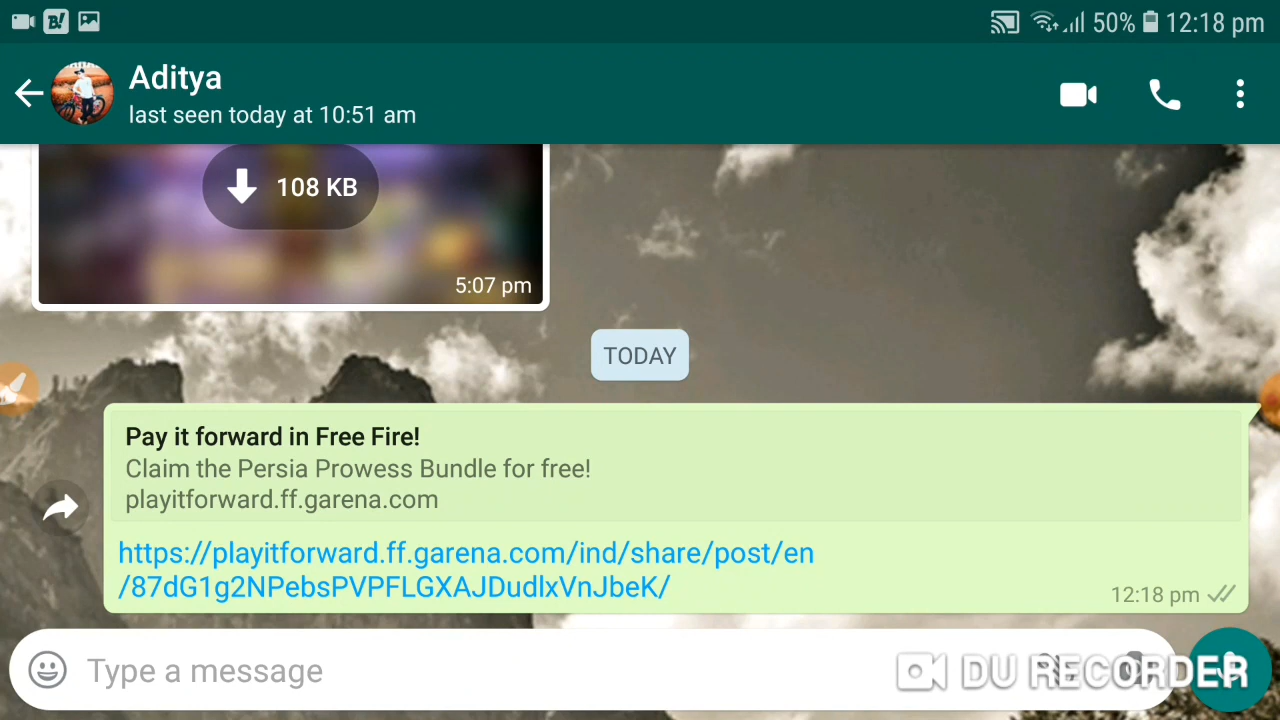 B!
50% 12:18 pm
Aditya
last seen today at 10:51 am
108 KB
5:07 pm
TODAY
Pay it forward in Free Fire!
Claim the Persia Prowess Bundle for free!
playitforward.ff.garena.com
https://playitforward.ff.garena.com/ind/share/post/en
/87dG1g2NPebsPVPFLGXAJDudlxVnJbeK/
12:18 pm
Type a message
DU RECORDER